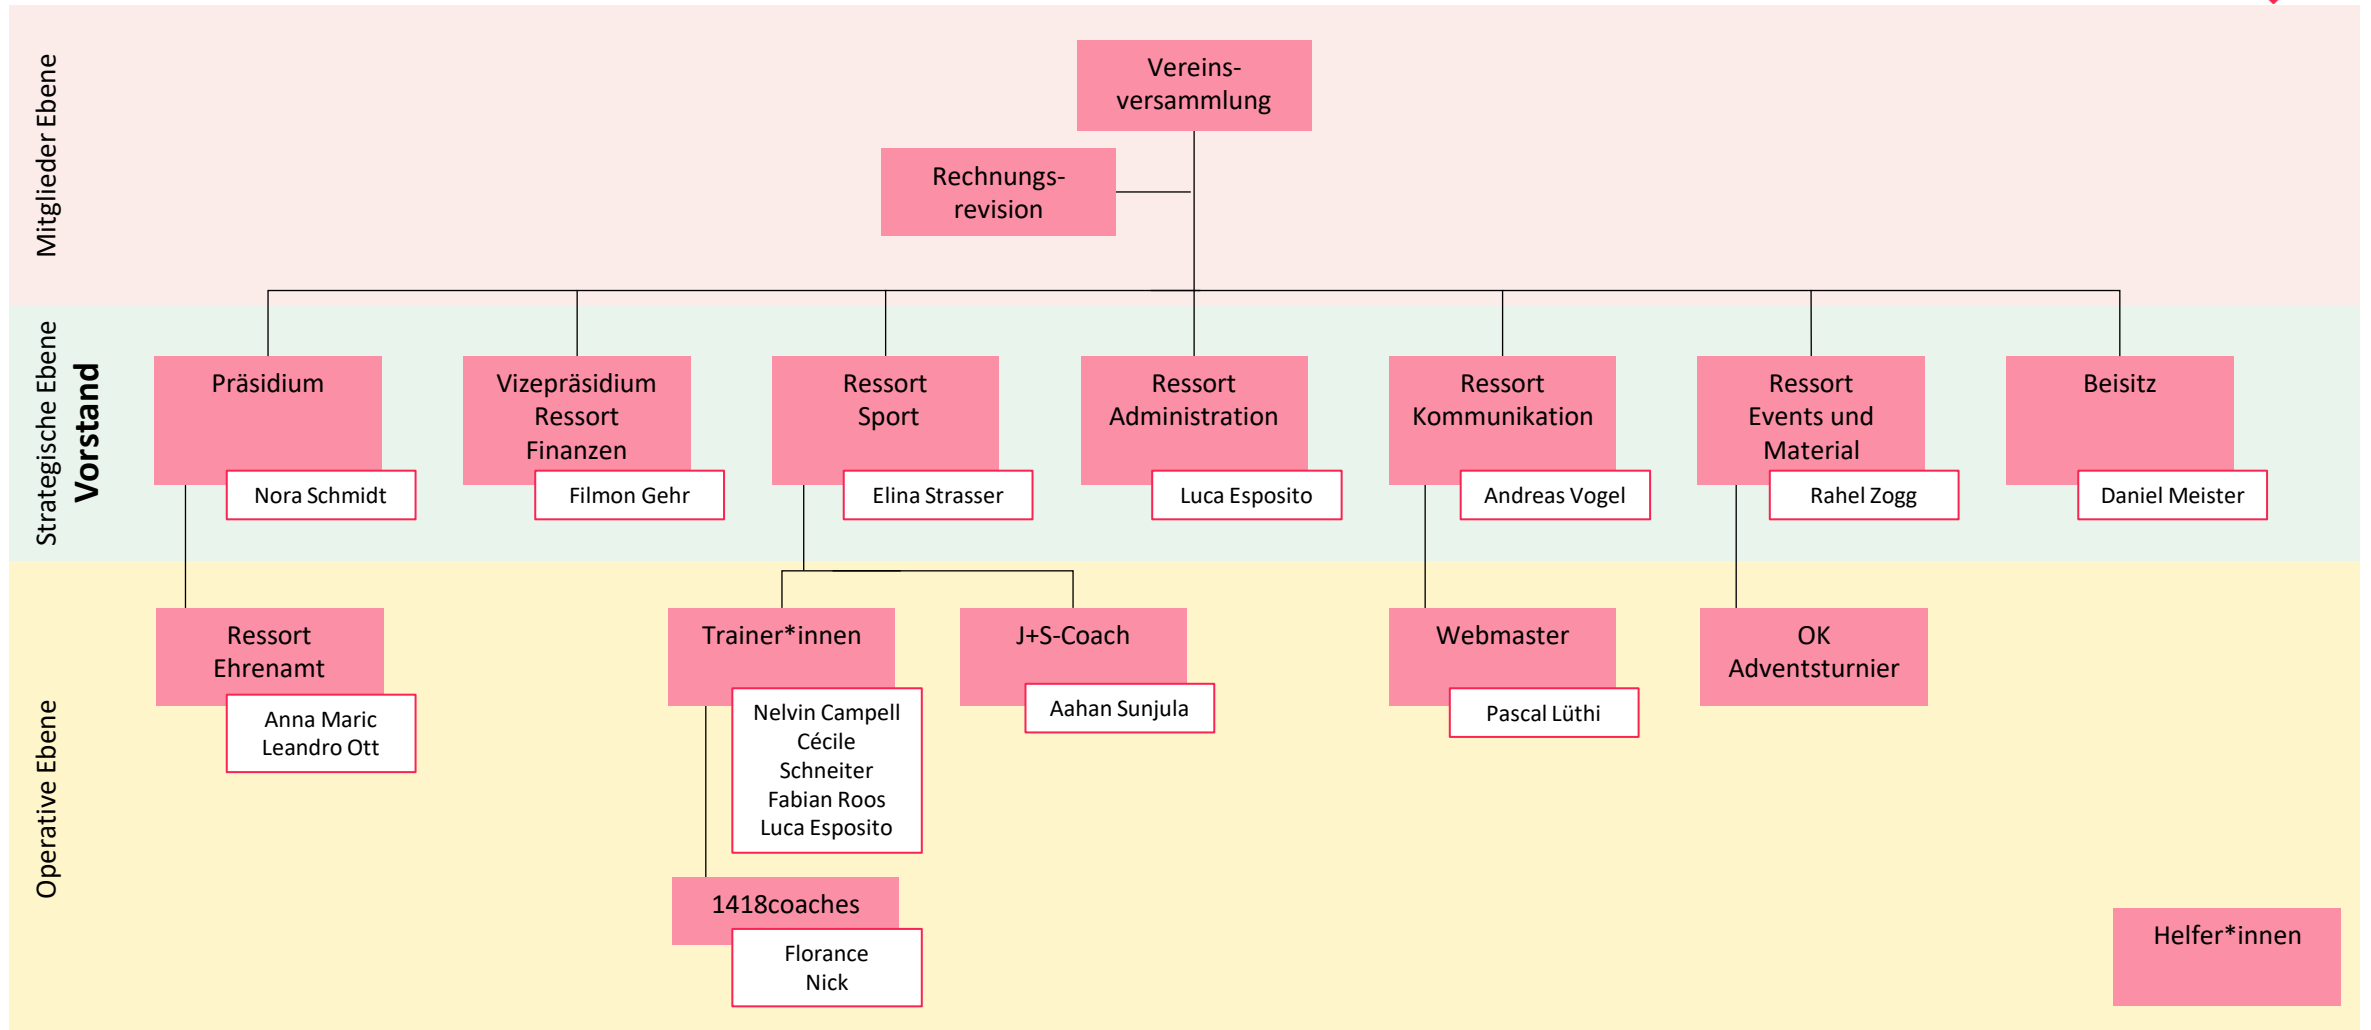 Mitglieder Ebene
Vereins-
versammlung
Rechnungs-
revision
Strategische Ebene
Vorstand
Präsidium
Nora Schmidt
Vizepräsidium
Ressort
Finanzen
Filmon Gehr
Ressort
Sport
Elina Strasser
Ressort
Administration
Luca Esposito
Ressort
Kommunikation
Andreas Vogel
Ressort
Events und
Material
Rahel Zogg
Beisitz
Daniel Meister
Operative Ebene
Ressort
Ehrenamt
Anna Maric
Leandro Ott
Trainer*innen
Nelvin Campell
Cécile
Schneiter
Fabian Roos
Luca Esposito
1418coaches
Florance
Nick
J+S-Coach
Aahan Sunjula
Webmaster
Pascal Lüthi
OK
Adventsturnier
Helfer*innen